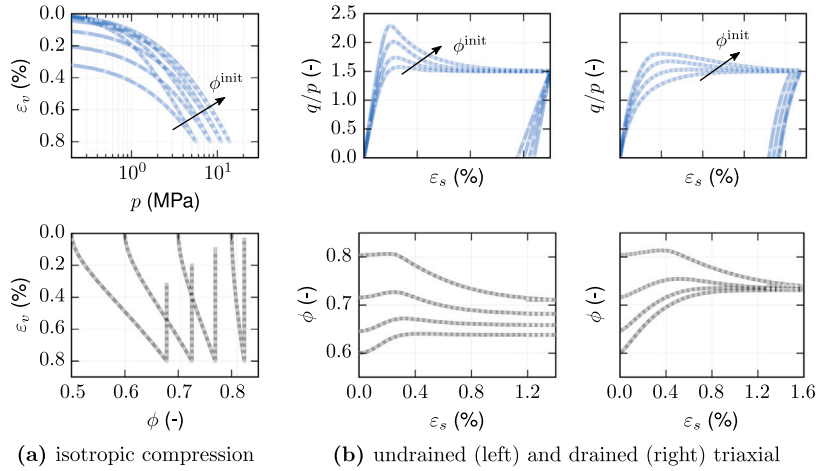 0.0
0.2
0.4
0.6
0.8
ε_v (%)
ϕ^init
10^0
10^1
p (MPa)
2.5
2.0
1.5
1.0
0.5
0.0
q/p (-)
ϕ^init
ε_s (%)
q/p (-)
ϕ^init
ε_s (%)
0.0
0.2
0.4
0.6
0.8
ε_v (%)
0.5 0.6 0.7 0.8
ϕ (-)
0.8
0.7
0.6
ϕ (-)
0.0 0.4 0.8 1.2
ε_s (%)
ϕ (-)
0.0 0.4 0.8 1.2 1.6
ε_s (%)
(a) isotropic compression
(b) undrained (left) and drained (right) triaxial